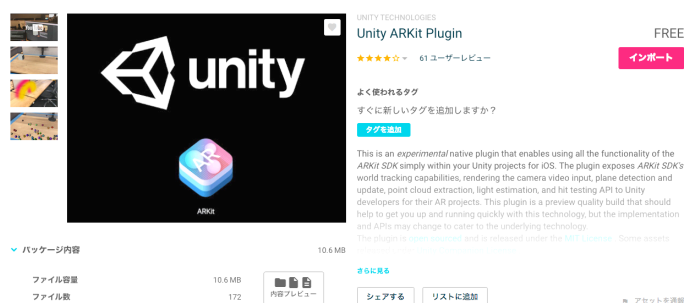 UNITY TECHNOLOGIES
Unity ARKit Plugin
FREE
61 ユーザーレビュー
インポート
unity
AR
ARKit
よく使われるタグ
すぐに新しいタグを追加しますか？
タグを追加
This is an experimental native plugin that enables using all the functionality of the
ARKit SDK simply within your Unity projects for iOS. The plugin exposes ARKit SDK's
world tracking capabilities, rendering the camera video input, plane detection and
update, point cloud extraction, light estimation, and hit testing API to Unity
developers for their AR projects. This plugin is a preview quality build that should
help to get you up and running quickly with this technology, but the implementation
and APIs may change to cater to the underlying technology.
The plugin is open sourced and is released under the MIT License. Some assets
さらに見る
パッケージ内容
10.6 MB
ファイル容量
10.6 MB
ファイル数
172
内容プレビュー
シェアする
リストに追加
アセットを通報